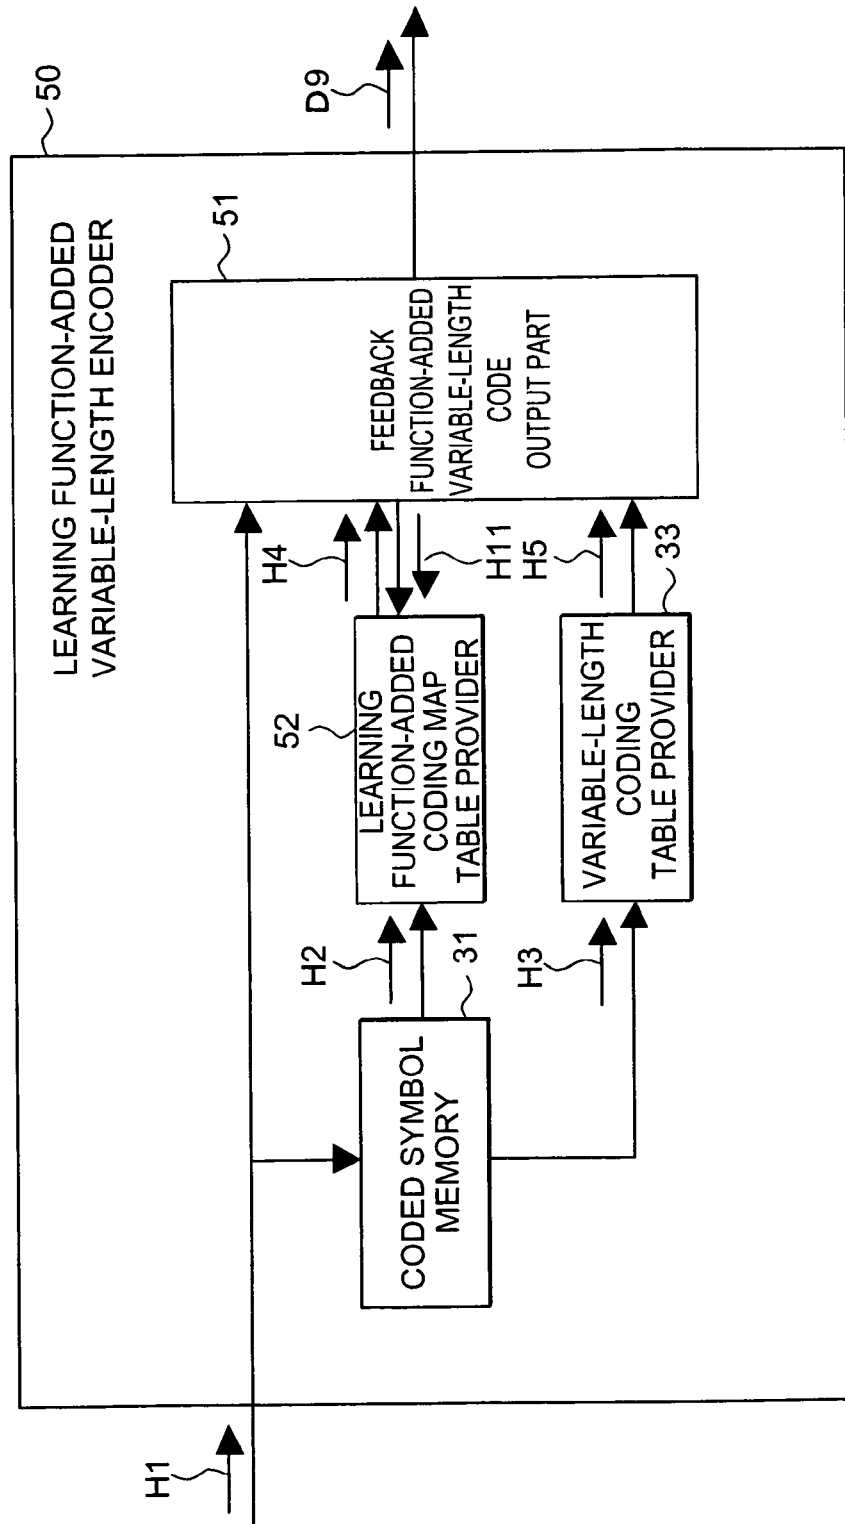 50
LEARNING FUNCTION-ADDED
VARIABLE-LENGTH ENCODER
H1
D9
51
FEEDBACK
FUNCTION-ADDED
VARIABLE-LENGTH
CODE
OUTPUT PART
H4
H11
H5
52
LEARNING
FUNCTION-ADDED
CODING MAP
TABLE PROVIDER
33
VARIABLE-LENGTH
CODING
TABLE PROVIDER
H2
H3
31
CODED SYMBOL
MEMORY